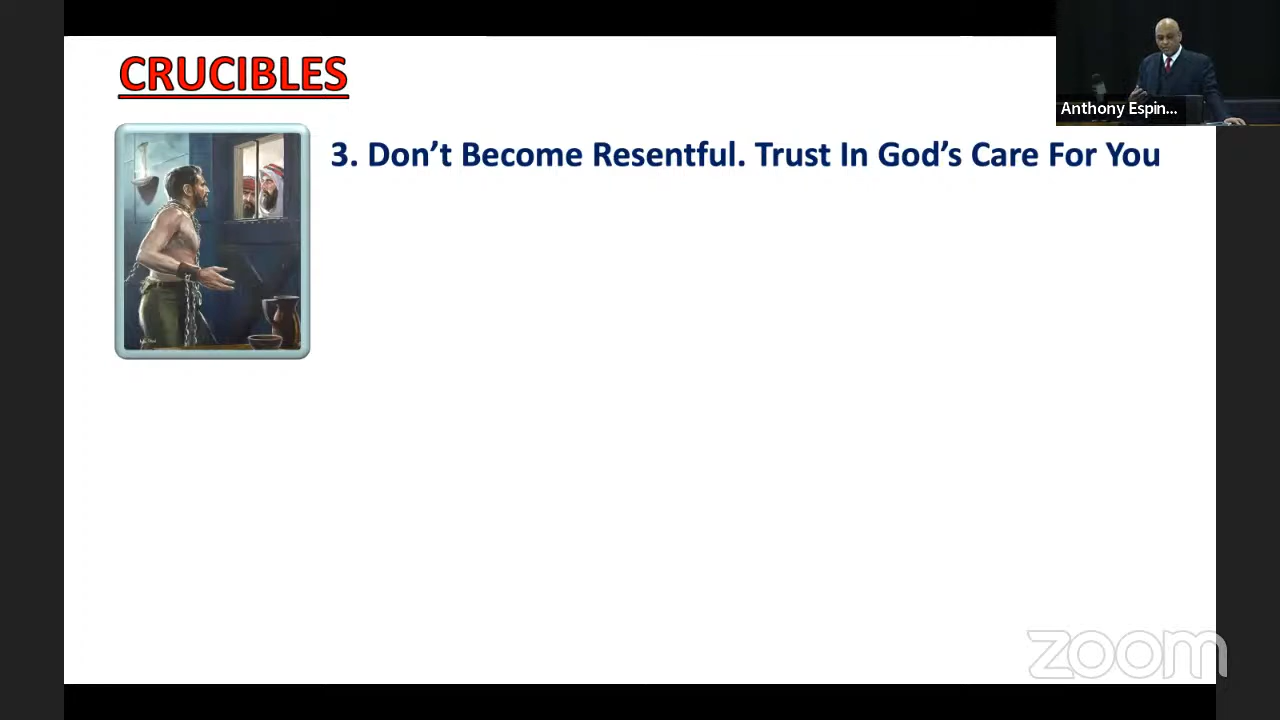 CRUCIBLES
Anthony Espin...
3. Don’t Become Resentful. Trust In God’s Care For You
zoom